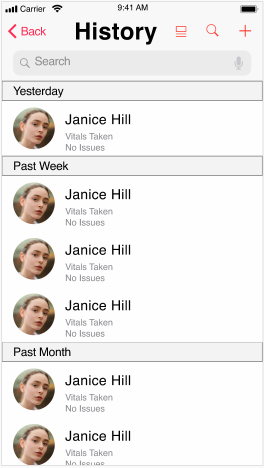 Carrier 9:41 AM
Back History
Search
Yesterday
Janice Hill
Vitals Taken
No Issues
Past Week
Janice Hill
Vitals Taken
No Issues
Janice Hill
Vitals Taken
No Issues
Janice Hill
Vitals Taken
No Issues
Past Month
Janice Hill
Vitals Taken
No Issues
Janice Hill
Vitals Taken
No Issues